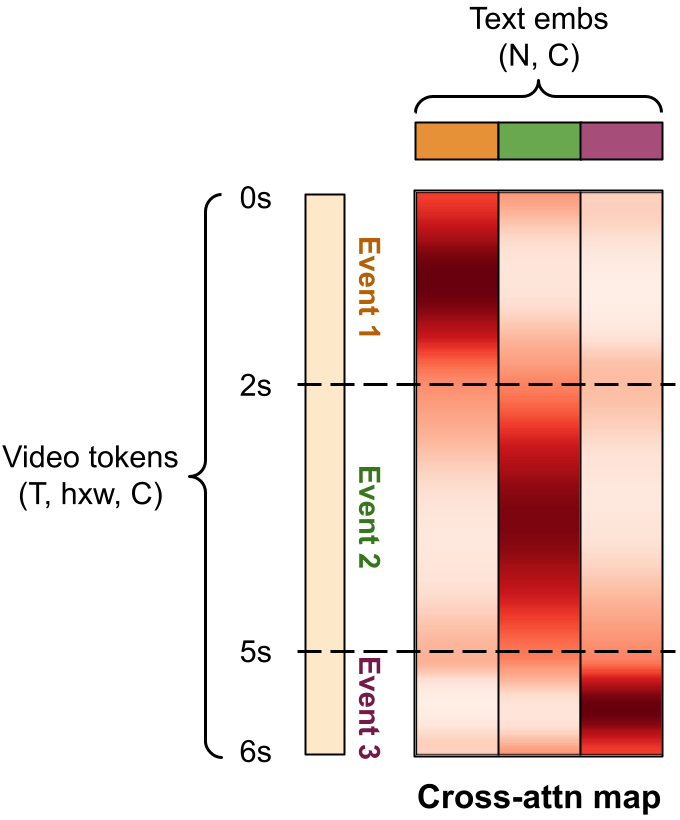 Text embs
(N, C)
0s
Event 1
2s
Video tokens
(T, hxw, C)
Event 2
5s
Event 3
6s
Cross-attn map